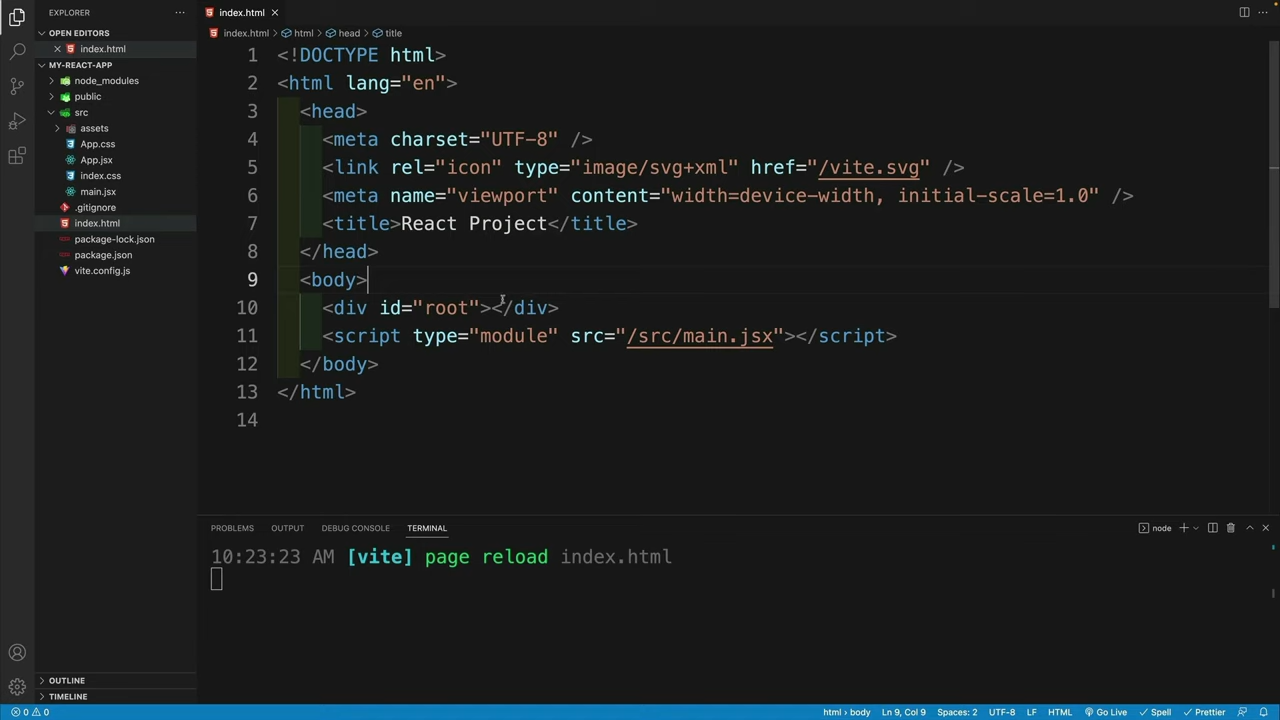 EXPLORER
OPEN EDITORS
index.html
MY-REACT-APP
node_modules
public
src
assets
App.css
App.jsx
index.css
main.jsx
.gitignore
index.html
package-lock.json
package.json
vite.config.js
OUTLINE
TIMELINE
index.html
index.html > html > head > title
1 <!DOCTYPE html>
2 <html lang="en">
3 <head>
4 <meta charset="UTF-8" />
5 <link rel="icon" type="image/svg+xml" href="/vite.svg" />
6 <meta name="viewport" content="width=device-width, initial-scale=1.0" />
7 <title>React Project</title>
8 </head>
9 <body>
10 <div id="root"></div>
11 <script type="module" src="/src/main.jsx"></script>
12 </body>
13 </html>
14
PROBLEMS OUTPUT DEBUG CONSOLE TERMINAL node
10:23:23 AM [vite] page reload index.html
0 0 html > body Ln 9, Col 9 Spaces: 2 UTF-8 LF HTML Go Live Spell Prettier